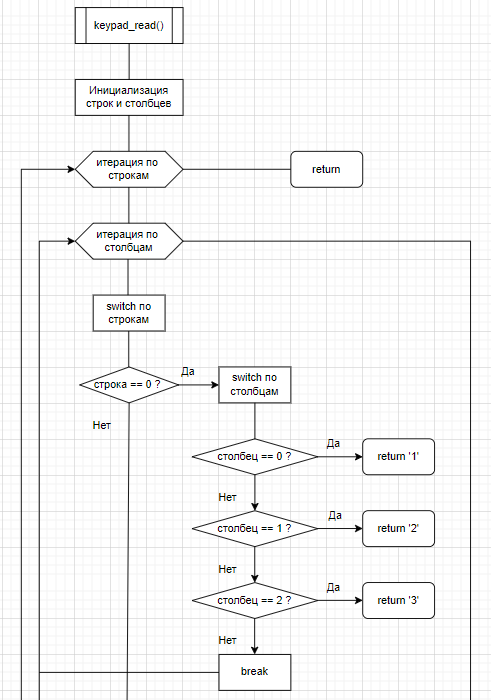 keypad_read()
Инициализация
строк и столбцев
итерация по
строкам
return
итерация по
столбцам
switch по
строкам
строка == 0 ?
Да
switch по
столбцам
Нет
столбец == 0 ?
Да
return '1'
Нет
столбец == 1 ?
Да
return '2'
Нет
столбец == 2 ?
Да
return '3'
Нет
break